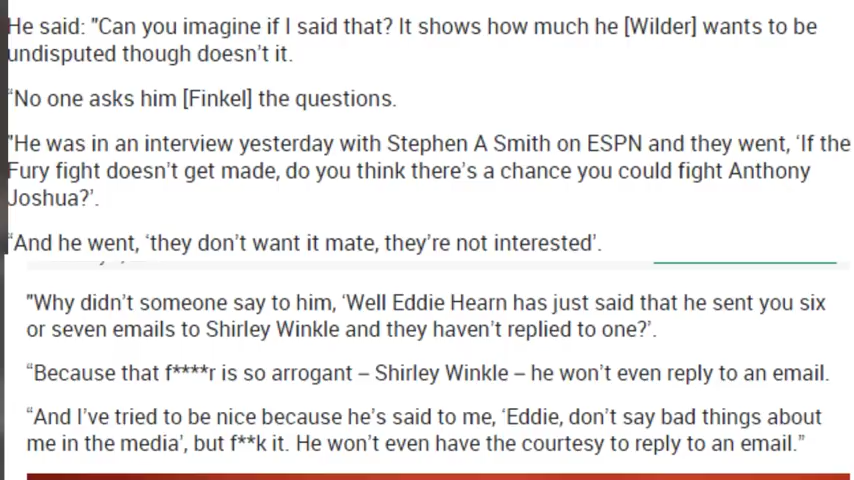 He said: "Can you imagine if I said that? It shows how much he [Wilder] wants to be
undisputed though doesn’t it.
“No one asks him [Finkel] the questions.
"He was in an interview yesterday with Stephen A Smith on ESPN and they went, ‘If the
Fury fight doesn’t get made, do you think there’s a chance you could fight Anthony
Joshua?’.
“And he went, ‘they don’t want it mate, they’re not interested’.
"Why didn’t someone say to him, ‘Well Eddie Hearn has just said that he sent you six
or seven emails to Shirley Winkle and they haven’t replied to one?’.
“Because that f****r is so arrogant – Shirley Winkle – he won’t even reply to an email.
“And I’ve tried to be nice because he’s said to me, ‘Eddie, don’t say bad things about
me in the media’, but f**k it. He won’t even have the courtesy to reply to an email.”